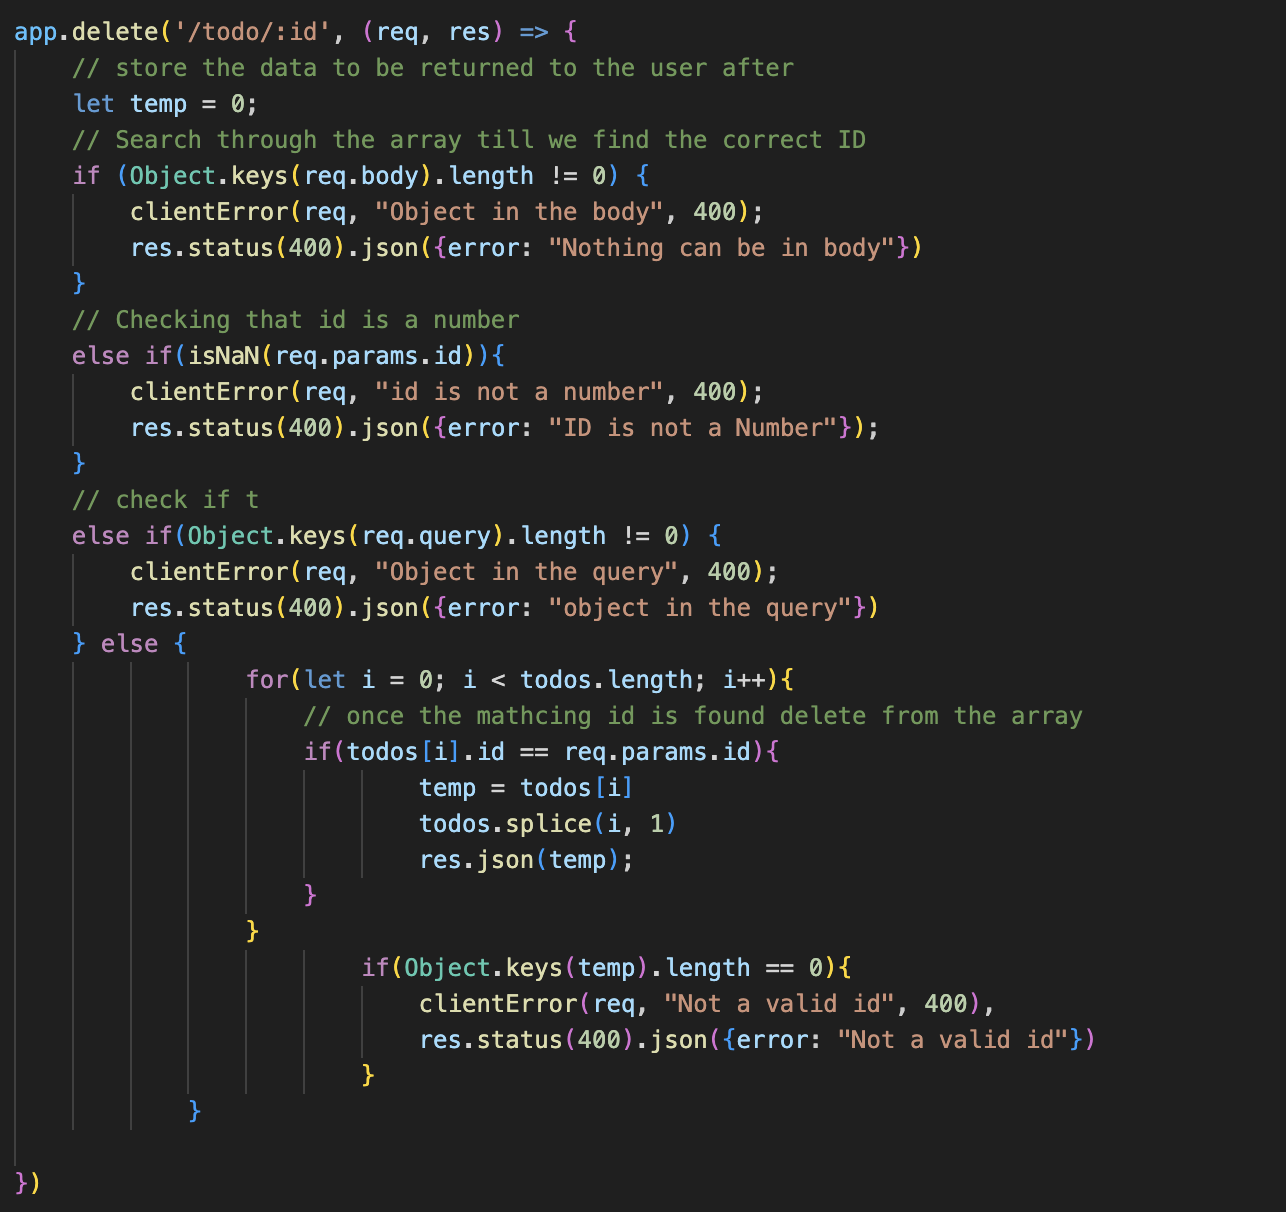 app.delete('/todo/:id', (req, res) => {
    // store the data to be returned to the user after
    let temp = 0;
    // Search through the array till we find the correct ID
    if (Object.keys(req.body).length != 0) {
        clientError(req, "Object in the body", 400);
        res.status(400).json({error: "Nothing can be in body"})
    }
    // Checking that id is a number
    else if(isNaN(req.params.id)){
        clientError(req, "id is not a number", 400);
        res.status(400).json({error: "ID is not a Number"});
    }
    // check if t
    else if(Object.keys(req.query).length != 0) {
        clientError(req, "Object in the query", 400);
        res.status(400).json({error: "object in the query"})
    } else {
                for(let i = 0; i < todos.length; i++){
                    // once the mathcing id is found delete from the array
                    if(todos[i].id == req.params.id){
                            temp = todos[i]
                            todos.splice(i, 1)
                            res.json(temp);
                    }
                }
                        if(Object.keys(temp).length == 0){
                            clientError(req, "Not a valid id", 400),
                            res.status(400).json({error: "Not a valid id"})
                        }
            }

})